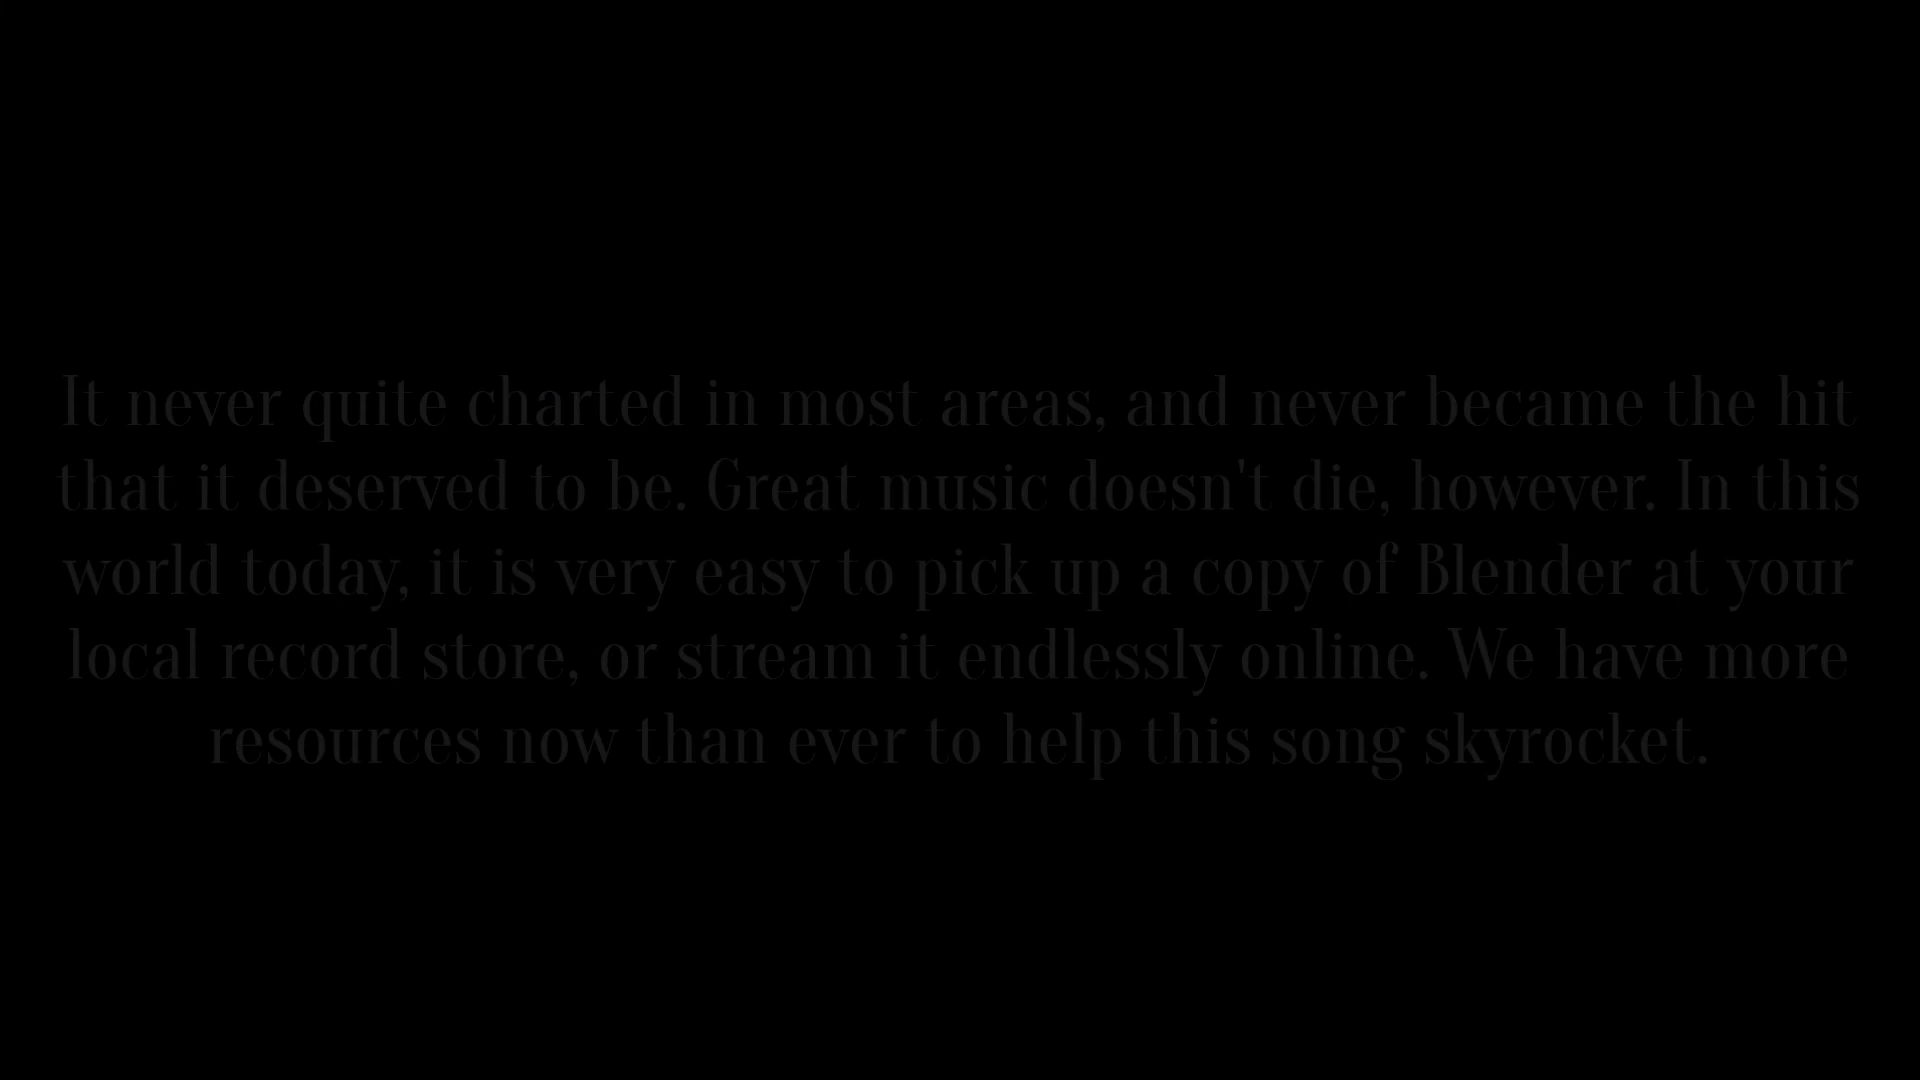 It never quite charted in most areas, and never became the hit
that it deserved to be. Great music doesn't die, however. In this
world today, it is very easy to pick up a copy of Blender at your
local record store, or stream it endlessly online. We have more
resources now than ever to help this song skyrocket.